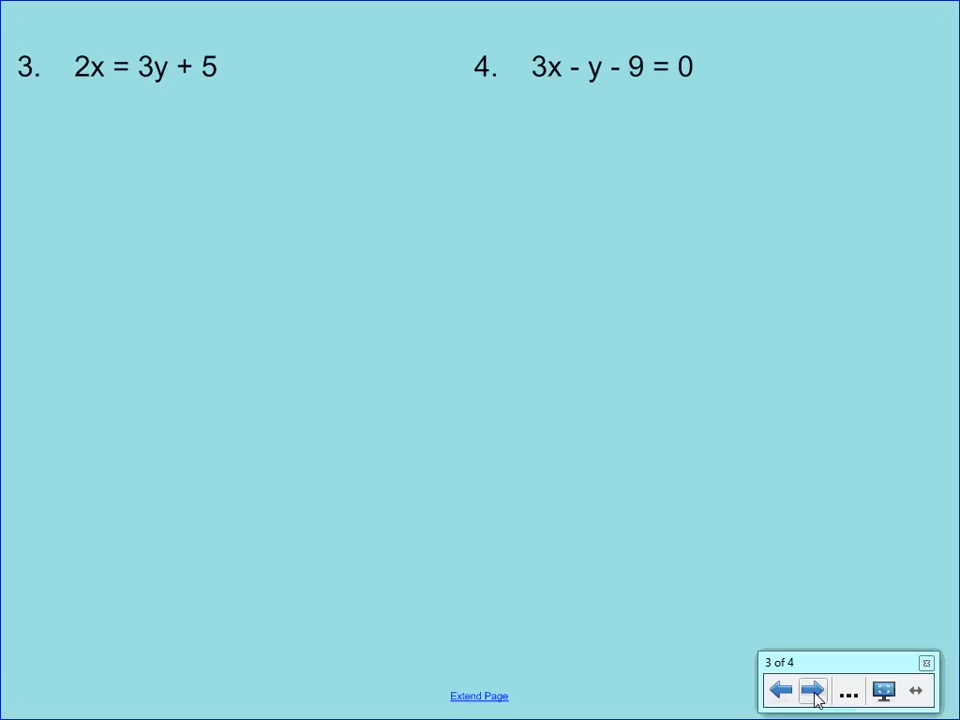 3. 2x = 3y + 5
4. 3x - y - 9 = 0
3 of 4
Extend Page